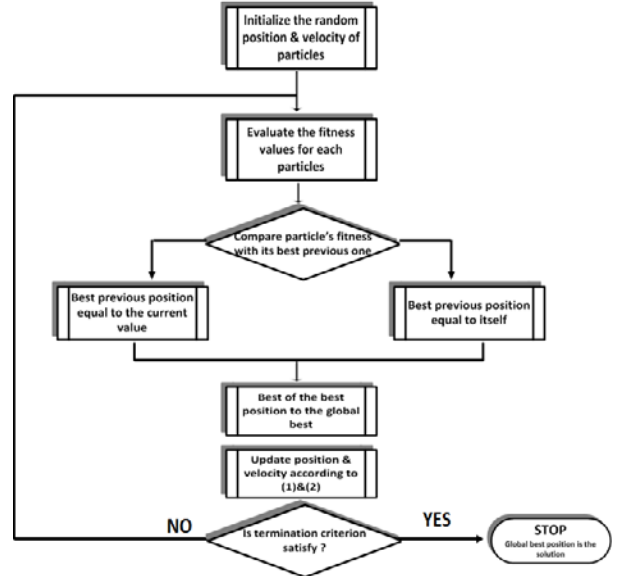 Initialize the random
position & velocity of
particles
Evaluate the fitness
values for each
particles
Compare particle's fitness
with its best previous one
Best previous position
equal to the current
value
Best previous position
equal to itself
Best of the best
position to the global
best
Update position &
velocity according to
(1)&(2)
Is termination criterion
satisfy ?
NO
YES
STOP
Global best position is the
solution